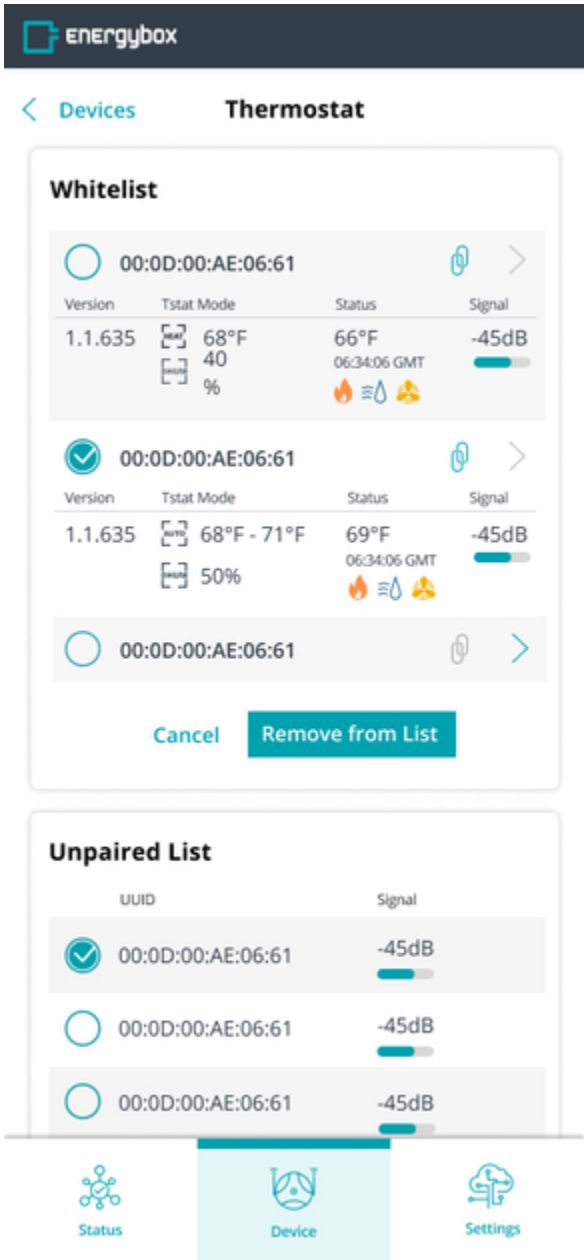 energybox
Devices Thermostat
Whitelist
00:0D:00:AE:06:61
Version Tstat Mode Status Signal
1.1.635 HEAT 68°F 66°F -45dB
40 06:34:06 GMT
%
00:0D:00:AE:06:61
Version Tstat Mode Status Signal
1.1.635 AUTO 68°F - 71°F 69°F -45dB
06:34:06 GMT
50%
00:0D:00:AE:06:61
Cancel Remove from List
Unpaired List
UUID Signal
00:0D:00:AE:06:61 -45dB
00:0D:00:AE:06:61 -45dB
00:0D:00:AE:06:61 -45dB
Status Device Settings